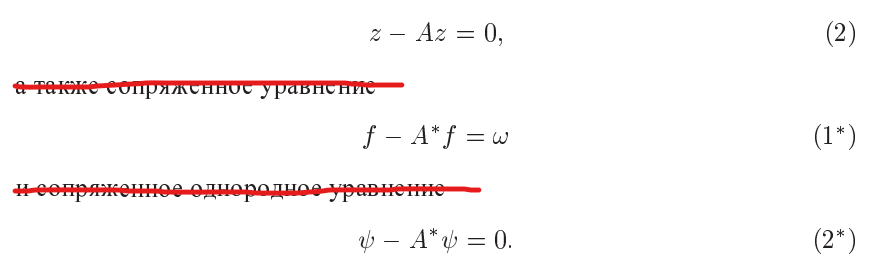 z − Az = 0, (2)
а также сопряженное уравнение
f − A*f = ω (1*)
и сопряженное однородное уравнение
ψ − A*ψ = 0. (2*)